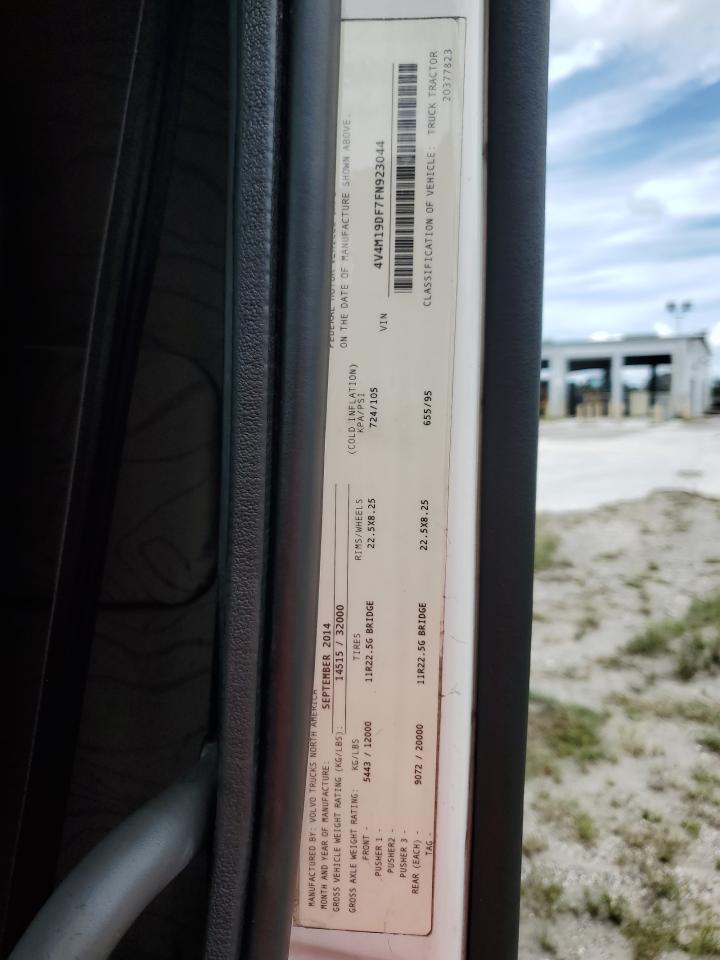 MANUFACTURED BY: VOLVO TRUCKS NORTH AMERICA
MONTH AND YEAR OF MANUFACTURE: SEPTEMBER 2014
GROSS VEHICLE WEIGHT RATING (KG/LBS): 14515 / 32000
GROSS AXLE WEIGHT RATING: KG/LBS TIRES RIMS/WHEELS (COLD INFLATION) KPA/PSI
FRONT - 5443 / 12000 11R22.5G BRIDGE 22.5X8.25 724/105
PUSHER 1 -
PUSHER2 -
PUSHER 3 -
REAR (EACH) - 9072 / 20000 11R22.5G BRIDGE 22.5X8.25 655/95
TAG -
FEDERAL MOTOR VEHICLE
ON THE DATE OF MANUFACTURE SHOWN ABOVE.
VIN 4V4M19DF7FN923044
CLASSIFICATION OF VEHICLE: TRUCK TRACTOR
20377823